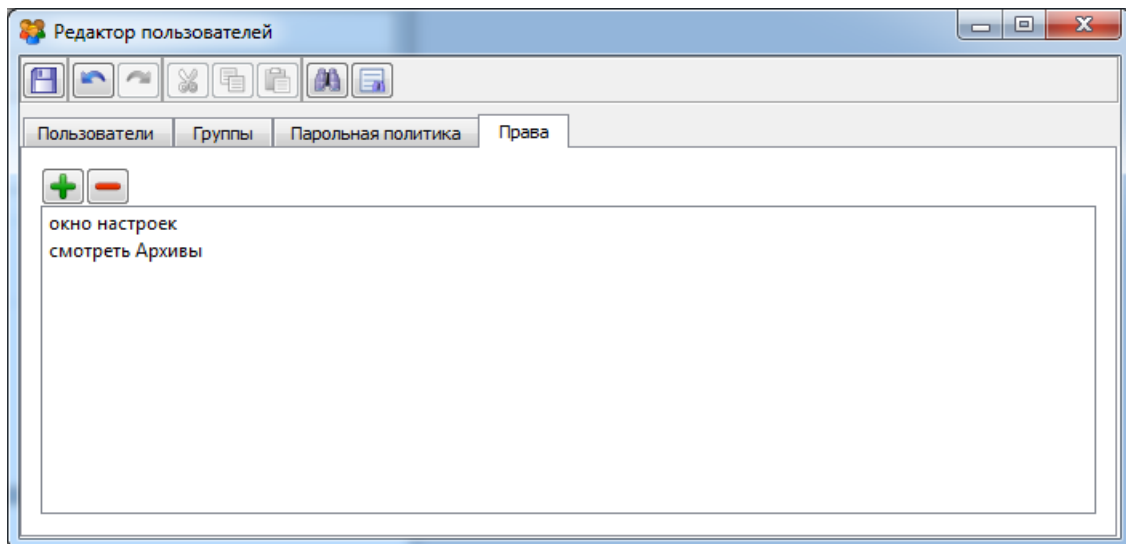 Редактор пользователей
Пользователи Группы Парольная политика Права
окно настроек
смотреть Архивы